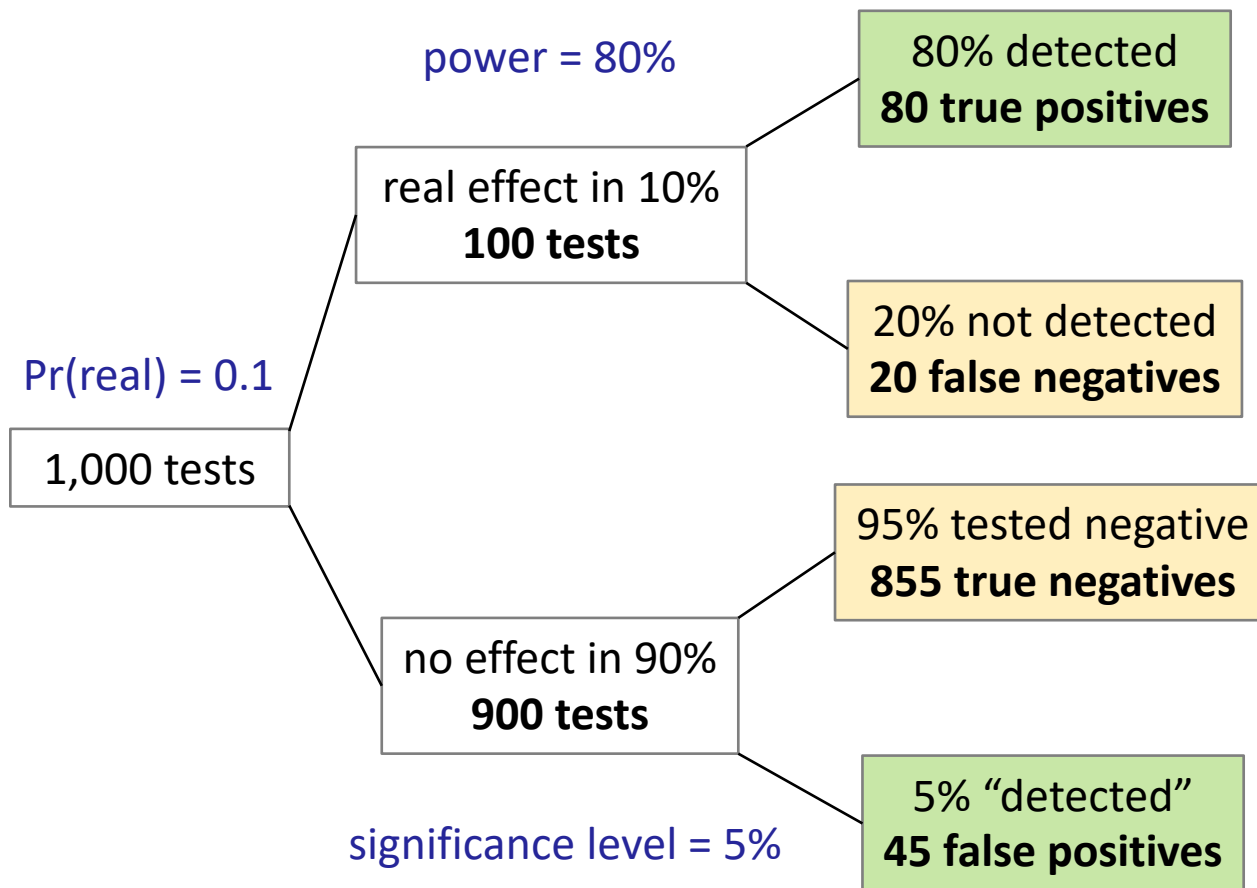 power = 80%
80% detected
80 true positives
real effect in 10%
100 tests
20% not detected
20 false negatives
Pr(real) = 0.1
1,000 tests
95% tested negative
855 true negatives
no effect in 90%
900 tests
5% “detected”
45 false positives
significance level = 5%